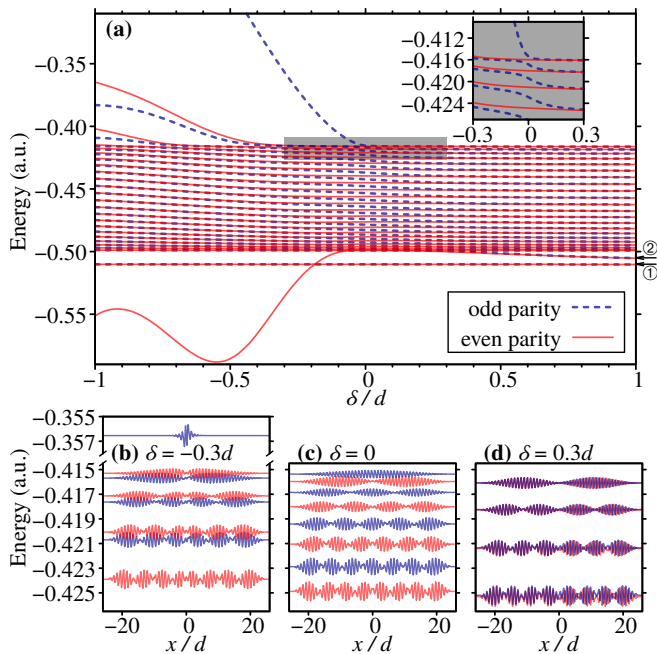 (a)
−0.35
−0.40
−0.45
−0.50
−0.55
Energy (a.u.)
−0.412
−0.416
−0.420
−0.424
−0.3 0 0.3
②
①
odd parity
even parity
−1 −0.5 0 0.5 1
δ / d
−0.355
−0.357
(b) δ = −0.3d
(c) δ = 0
(d) δ = 0.3d
−0.415
−0.417
−0.419
−0.421
−0.423
−0.425
Energy (a.u.)
−20 0 20
−20 0 20
−20 0 20
x / d
x / d
x / d